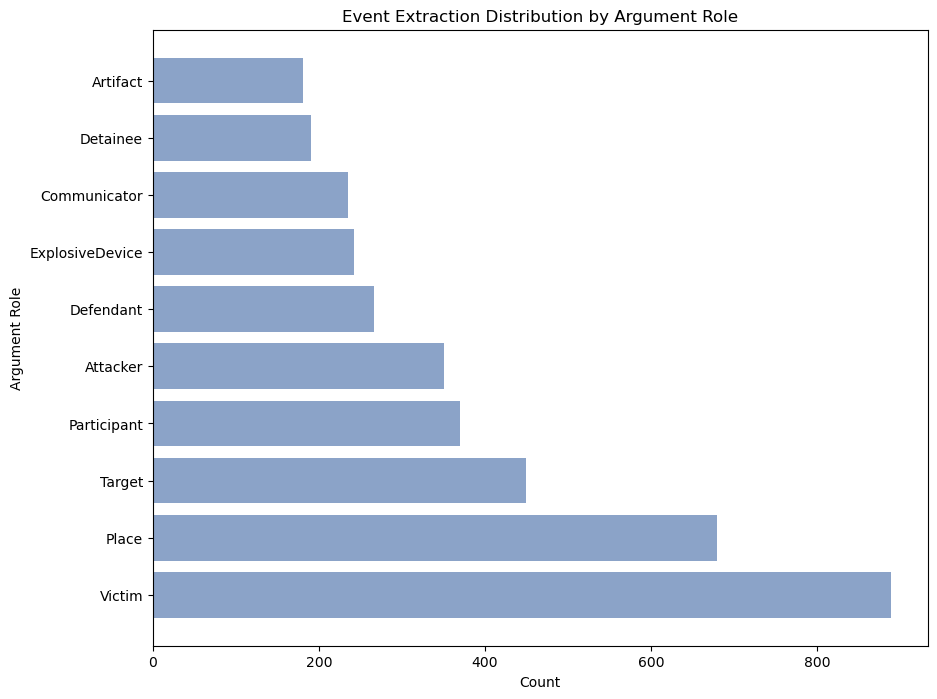 Event Extraction Distribution by Argument Role
Argument Role
Artifact
Detainee
Communicator
ExplosiveDevice
Defendant
Attacker
Participant
Target
Place
Victim
0 200 400 600 800
Count